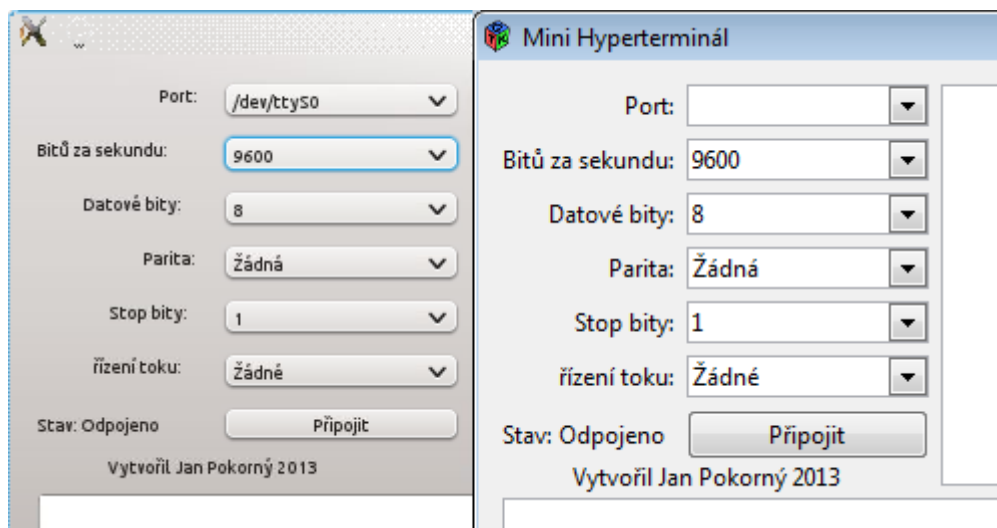 Port:
/dev/ttyS0
Bitů za sekundu:
9600
Datové bity:
8
Parita:
Žádná
Stop bity:
1
řízení toku:
Žádné
Stav: Odpojeno
Připojit
Vytvořil Jan Pokorný 2013
Mini Hyperterminál
Port:
Bitů za sekundu:
9600
Datové bity:
8
Parita:
Žádná
Stop bity:
1
řízení toku:
Žádné
Stav: Odpojeno
Připojit
Vytvořil Jan Pokorný 2013